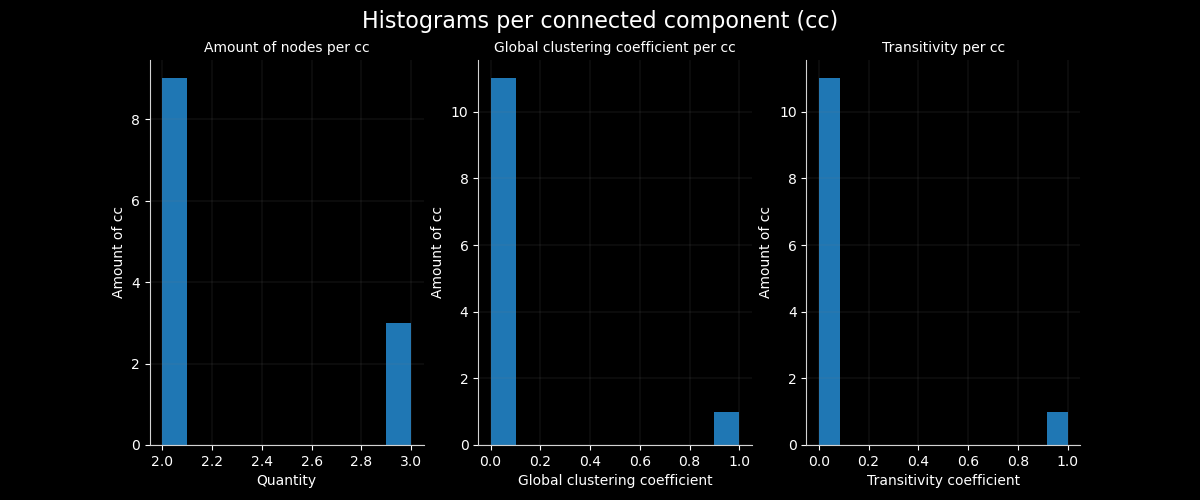 Histograms per connected component (cc)
Amount of nodes per cc
Amount of cc
8
6
4
2
0
2.0 2.2 2.4 2.6 2.8 3.0
Quantity
Global clustering coefficient per cc
Amount of cc
10
8
6
4
2
0
0.0 0.2 0.4 0.6 0.8 1.0
Global clustering coefficient
Transitivity per cc
Amount of cc
10
8
6
4
2
0
0.0 0.2 0.4 0.6 0.8 1.0
Transitivity coefficient